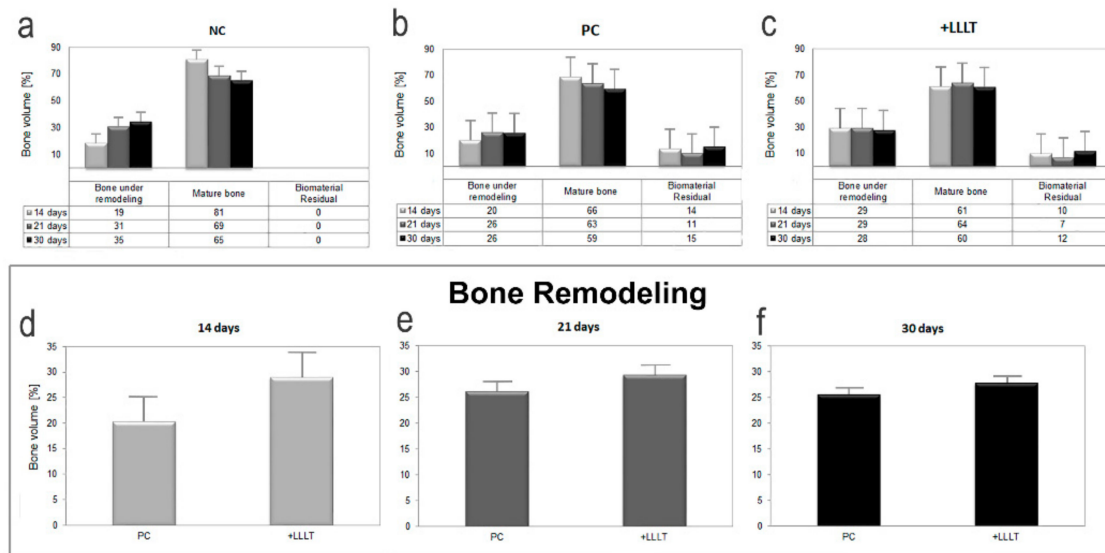 a
NC
Bone volume [%]
90
70
50
30
10
Bone under remodeling
Mature bone
Biomaterial Residual
14 days 19 81 0
21 days 31 69 0
30 days 35 65 0
b
PC
Bone volume [%]
90
70
50
30
10
Bone under remodeling
Mature bone
Biomaterial Residual
14 days 20 66 14
21 days 26 63 11
30 days 26 59 15
c
+LLLT
Bone volume [%]
90
70
50
30
10
Bone under remodeling
Mature bone
Biomaterial Residual
14 days 29 61 10
21 days 29 64 7
30 days 28 60 12
Bone Remodeling
d
14 days
Bone volume [%]
35
30
25
20
15
10
5
0
PC +LLLT
e
21 days
35
30
25
20
15
10
5
0
PC +LLLT
f
30 days
35
30
25
20
15
10
5
0
PC +LLLT